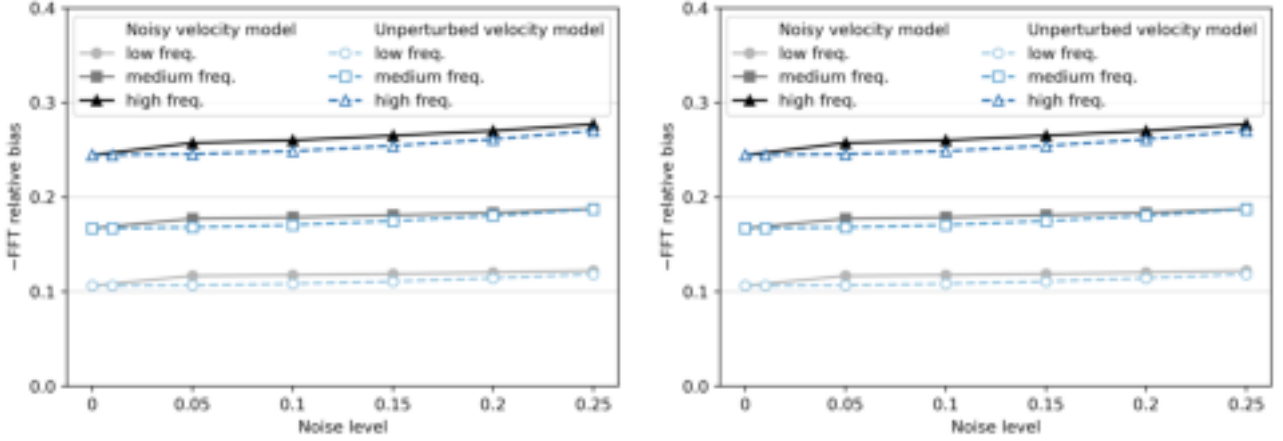 Noisy velocity model
low freq.
medium freq.
high freq.
Unperturbed velocity model
low freq.
medium freq.
high freq.
0.4
0.3
0.2
0.1
0.0
−FFT relative bias
0 0.05 0.1 0.15 0.2 0.25
Noise level
Noisy velocity model
low freq.
medium freq.
high freq.
Unperturbed velocity model
low freq.
medium freq.
high freq.
0.4
0.3
0.2
0.1
0.0
−FFT relative bias
0 0.05 0.1 0.15 0.2 0.25
Noise level